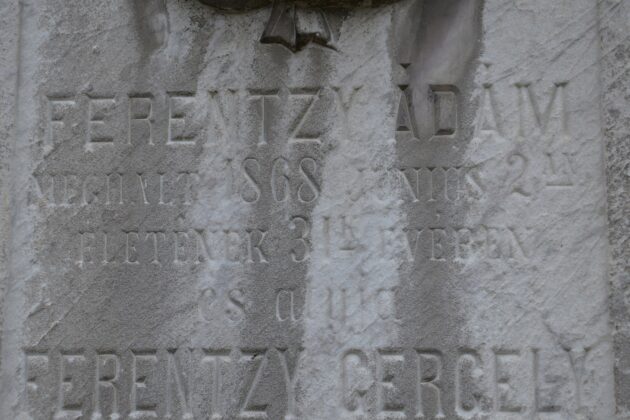 FERENTZY ÁDÁM
MEGHALT 1868 JUNIUS 2ÁN
ÉLETÉNEK 31ik ÉVÉBEN
és atyja
FERENTZY GERGELY